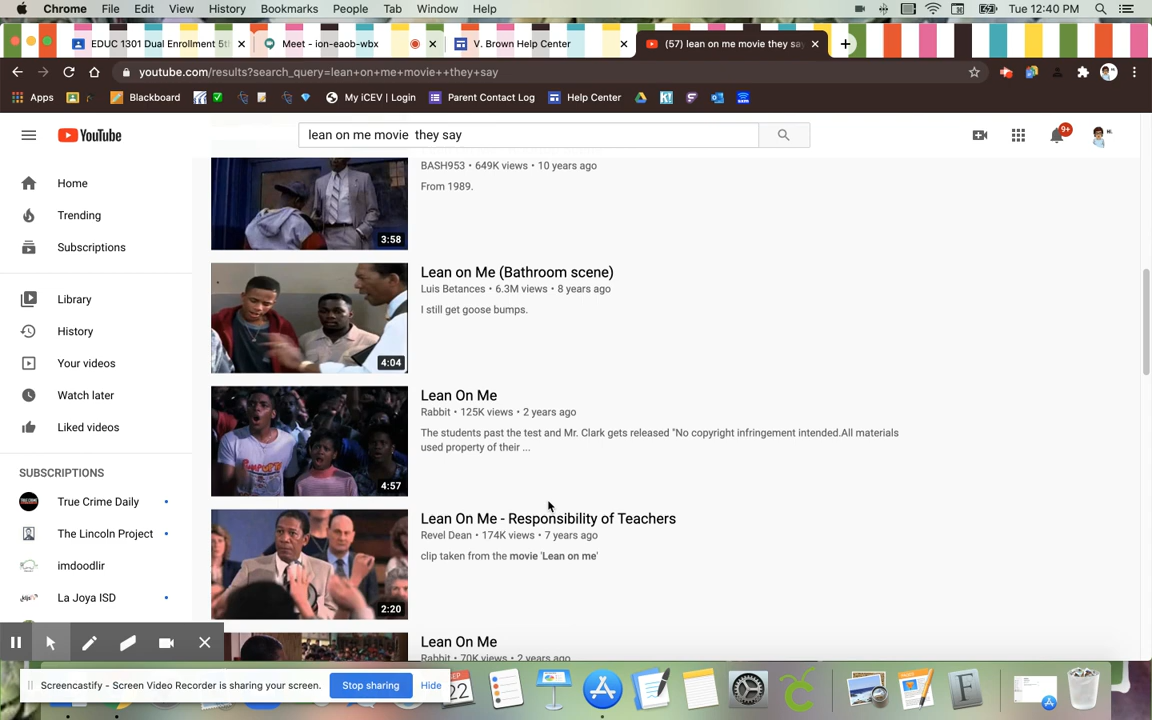 Chrome File Edit View History Bookmarks People Tab Window Help Tue 12:40 PM
EDUC 1301 Dual Enrollment 5th
Meet - ion-eaob-wbx
V. Brown Help Center
(57) lean on me movie they say
youtube.com/results?search_query=lean+on+me+movie++they+say
Apps
Blackboard
My iCEV | Login
Parent Contact Log
Help Center
YouTube
lean on me movie  they say
9+
Home
Trending
Subscriptions
Library
History
Your videos
Watch later
Liked videos
SUBSCRIPTIONS
True Crime Daily
The Lincoln Project
imdoodlir
La Joya ISD
BASH953 • 649K views • 10 years ago
From 1989.
3:58
Lean on Me (Bathroom scene)
Luis Betances • 6.3M views • 8 years ago
I still get goose bumps.
4:04
Lean On Me
Rabbit • 125K views • 2 years ago
The students past the test and Mr. Clark gets released "No copyright infringement intended.All materials
used property of their ...
4:57
Lean On Me - Responsibility of Teachers
Revel Dean • 174K views • 7 years ago
clip taken from the movie 'Lean on me'
2:20
Lean On Me
Rabbit • 70K views • 2 years ago
Screencastify - Screen Video Recorder is sharing your screen.
Stop sharing
Hide
22